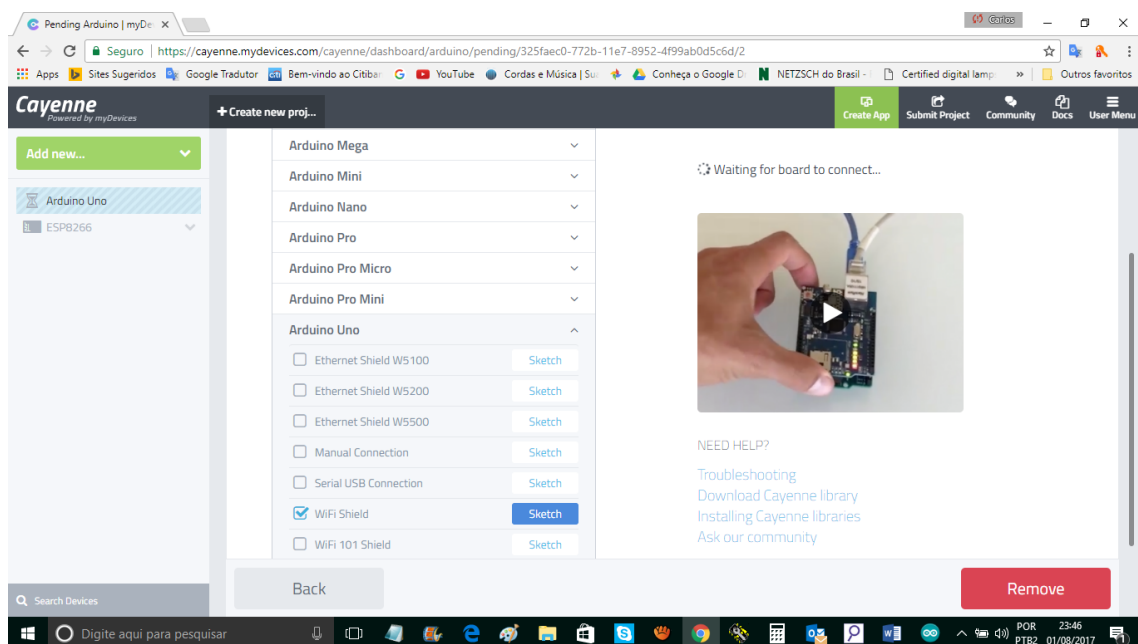 Pending Arduino | myDe
Carlos
Seguro | https://cayenne.mydevices.com/cayenne/dashboard/arduino/pending/325faec0-772b-11e7-8952-4f99ab0d5c6d/2
Apps Sites Sugeridos Google Tradutor citi Bem-vindo ao Citiban G YouTube Cordas e Música | Su Conheça o Google D N NETZSCH do Brasil - Certified digital lamp » Outros favoritos
Cayenne
Powered by myDevices
+ Create new proj...
Create App Submit Project Community Docs User Menu
Add new...
Arduino Uno
ESP8266
Search Devices
Arduino Mega
Arduino Mini
Arduino Nano
Arduino Pro
Arduino Pro Micro
Arduino Pro Mini
Arduino Uno
Ethernet Shield W5100 Sketch
Ethernet Shield W5200 Sketch
Ethernet Shield W5500 Sketch
Manual Connection Sketch
Serial USB Connection Sketch
WiFi Shield Sketch
WiFi 101 Shield Sketch
Waiting for board to connect...
NEED HELP?
Troubleshooting
Download Cayenne library
Installing Cayenne libraries
Ask our community
Back
Remove
Digite aqui para pesquisar
POR 23:46
PTB2 01/08/2017